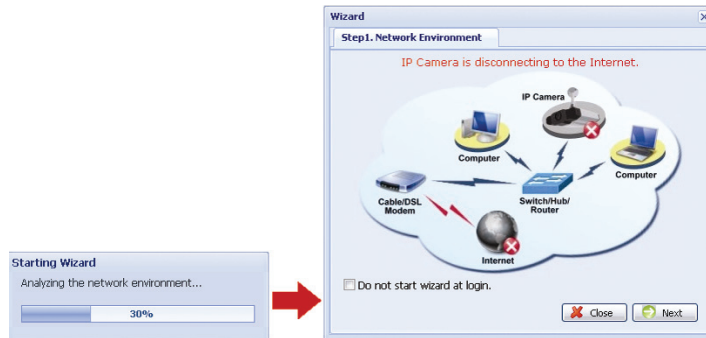 Starting Wizard
Analyzing the network environment...
30%
Wizard
Step1. Network Environment
IP Camera is disconnecting to the Internet.
IP Camera
Computer
Computer
Cable/DSL
Modem
Switch/Hub/
Router
Internet
Do not start wizard at login.
Close
Next